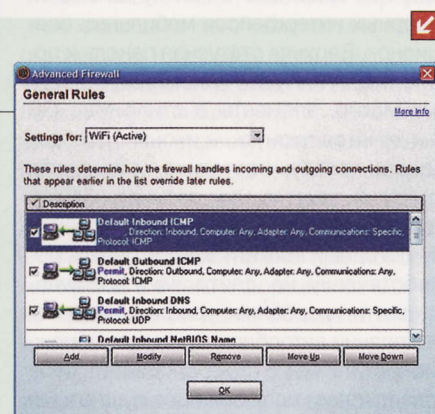 Advanced Firewall
General Rules
More Info
Settings for: WiFi (Active)
These rules determine how the firewall handles incoming and outgoing connections. Rules
that appear earlier in the list override later rules.
Description
Default Inbound ICMP
, Direction: Inbound, Computer: Any, Adapter: Any, Communications: Specific,
Protocol: ICMP
Default Outbound ICMP
Permit, Direction: Outbound, Computer: Any, Adapter: Any, Communications: Any,
Protocol: ICMP
Default Inbound DNS
Permit, Direction: Inbound, Computer: Any, Adapter: Any, Communications: Specific,
Protocol: UDP
Default Inbound NetBIOS Name
Add Modify Remove Move Up Move Down
OK